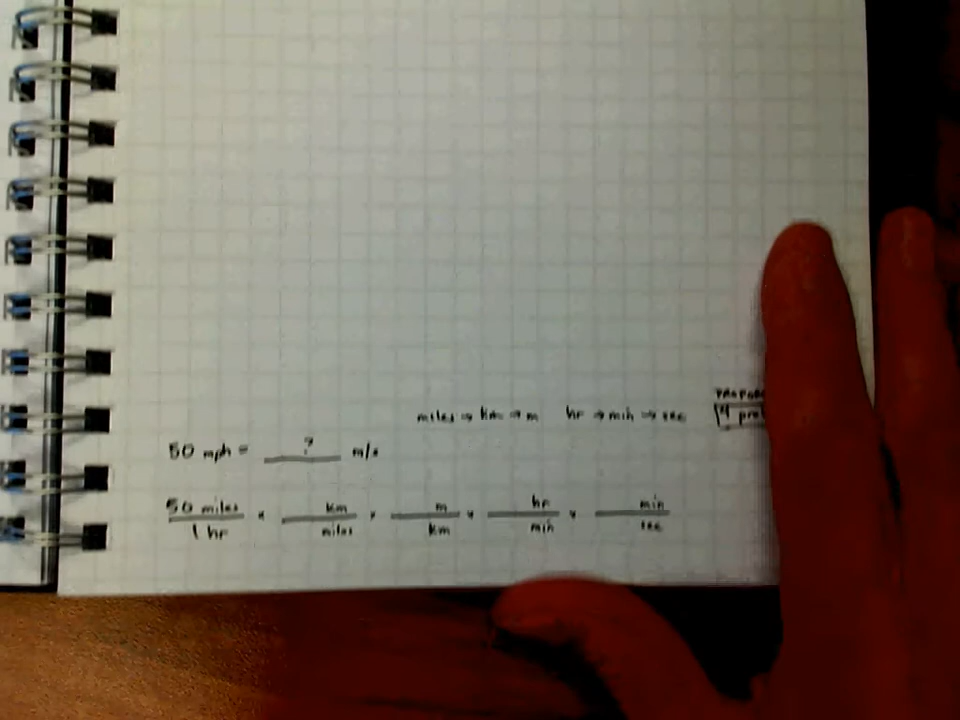 miles → km → m hr → min → sec
50 mph = ? m/s
50 miles / 1 hr × km / miles × m / km × hr / min × min / sec